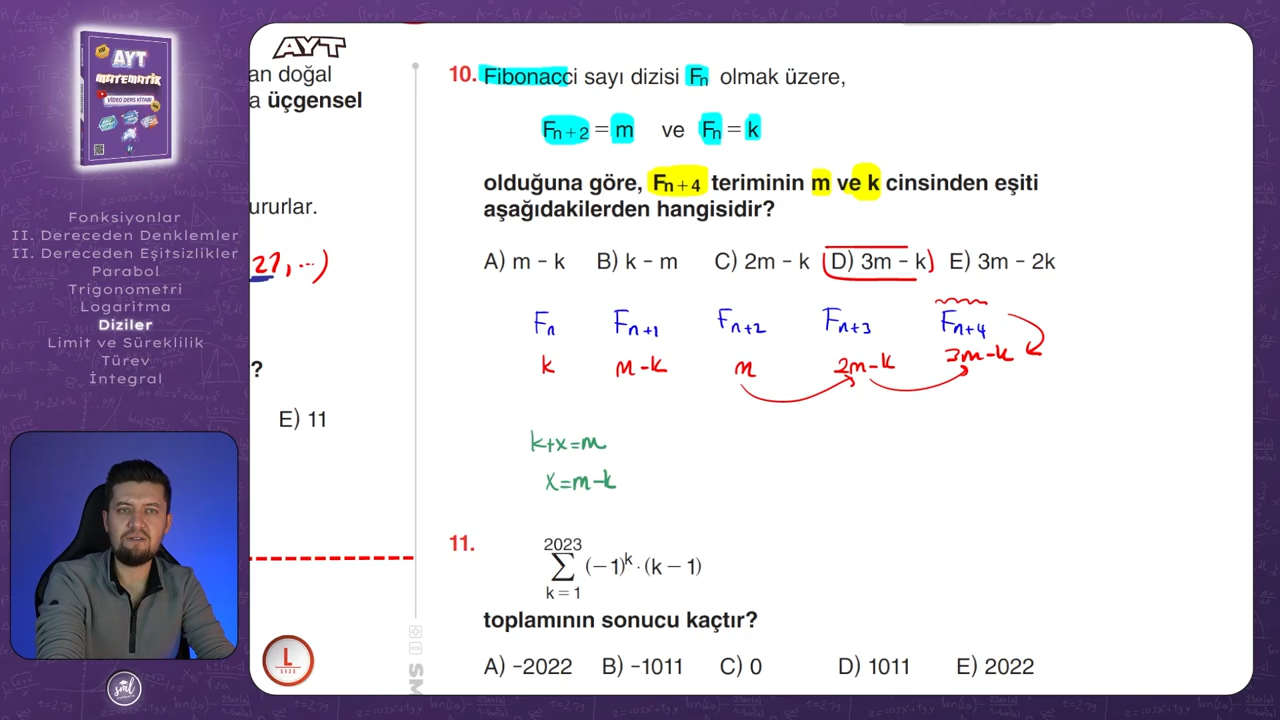 AYT
MATEMATİK
VİDEO DERS KİTABI
Fonksiyonlar
II. Dereceden Denklemler
II. Dereceden Eşitsizlikler
Parabol
Trigonometri
Logaritma
Diziler
Limit ve Süreklilik
Türev
İntegral
L
SIZE
sml
AYT
an doğal
a üçgensel
ururlar.
27, ...)
?
E) 11
SM
10. Fibonacci sayı dizisi Fn olmak üzere,
Fn+2 = m ve Fn = k
olduğuna göre, Fn+4 teriminin m ve k cinsinden eşiti
aşağıdakilerden hangisidir?
A) m − k B) k − m C) 2m − k D) 3m − k E) 3m − 2k
Fn Fn+1 Fn+2 Fn+3 Fn+4
k m-k m 2m-k 3m-k
k+x=m
x=m-k
11.
2023
∑ (−1)^k · (k − 1)
k = 1
toplamının sonucu kaçtır?
A) −2022 B) −1011 C) 0 D) 1011 E) 2022